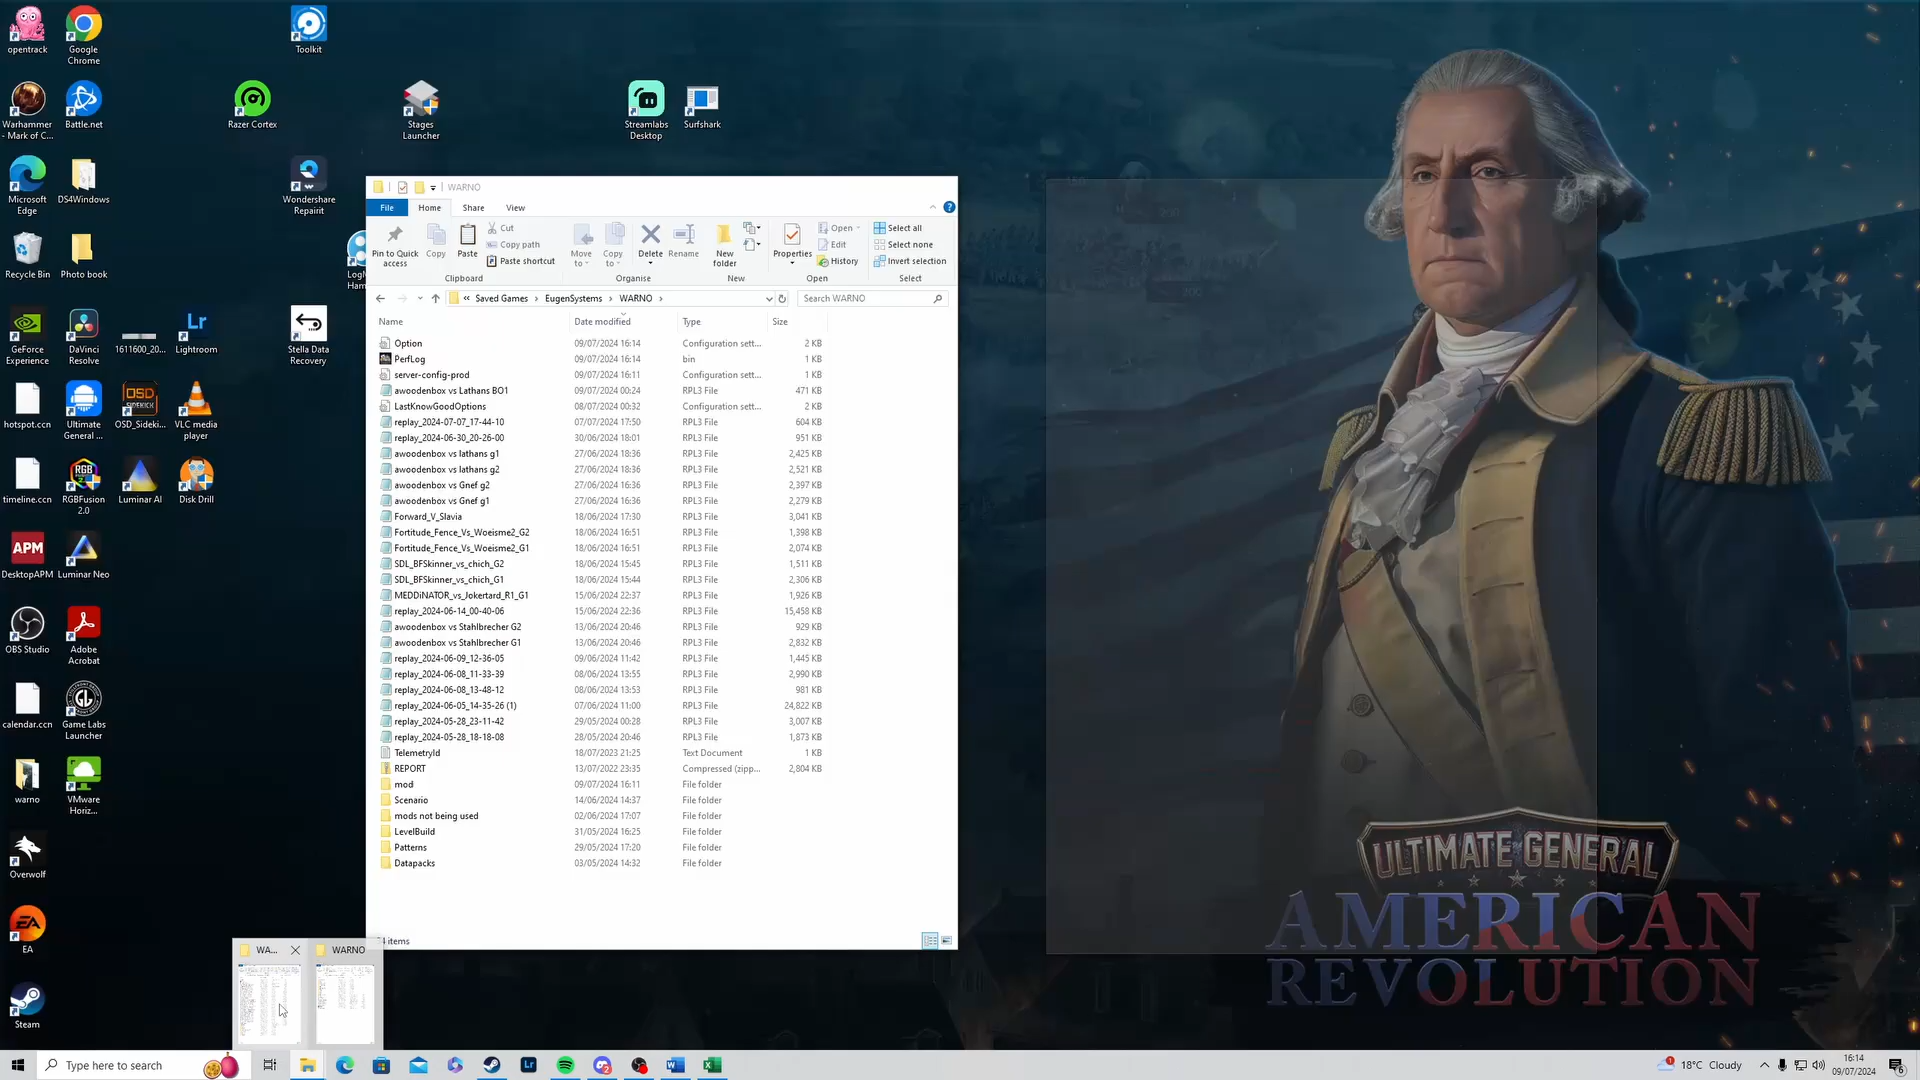 opentrack
Google
Chrome
Toolkit
Warhammer
- Mark of C...
Battle.net
Razer Cortex
Stages
Launcher
Streamlabs
Desktop
Surfshark
Microsoft
Edge
DS4Windows
Wondershare
Repairit
Recycle Bin
Photo book
LogM
Ham
GeForce
Experience
DaVinci
Resolve
1611600_20...
Lr
Lightroom
Stella Data
Recovery
hotspot.ccn
Ultimate
General ...
OSD
SIDEKICK
OSD_Sideki...
VLC media
player
timeline.ccn
RGB
RGBFusion
2.0
Luminar AI
Disk Drill
APM
DesktopAPM
Luminar Neo
OBS Studio
Adobe
Acrobat
calendar.ccn
Game Labs
Launcher
warno
VMware
Horiz...
Overwolf
EA
EA
Steam
WARNO
File
Home
Share
View
Pin to Quick
access
Copy
Paste
Cut
Copy path
Paste shortcut
Clipboard
Move
to
Copy
to
Delete
Rename
Organise
New
folder
New
Properties
Open
Edit
History
Open
Select all
Select none
Invert selection
Select
« Saved Games > EugenSystems > WARNO >
Search WARNO
Name Date modified Type Size
Option 09/07/2024 16:14 Configuration sett... 2 KB
PerfLog 09/07/2024 16:14 bin 1 KB
server-config-prod 09/07/2024 16:11 Configuration sett... 1 KB
awoodenbox vs Lathans BO1 09/07/2024 00:24 RPL3 File 471 KB
LastKnowGoodOptions 08/07/2024 00:32 Configuration sett... 2 KB
replay_2024-07-07_17-44-10 07/07/2024 17:50 RPL3 File 604 KB
replay_2024-06-30_20-26-00 30/06/2024 18:01 RPL3 File 951 KB
awoodenbox vs lathans g1 27/06/2024 18:36 RPL3 File 2,425 KB
awoodenbox vs lathans g2 27/06/2024 18:36 RPL3 File 2,521 KB
awoodenbox vs Gnef g2 27/06/2024 16:36 RPL3 File 2,397 KB
awoodenbox vs Gnef g1 27/06/2024 16:36 RPL3 File 2,279 KB
Forward_V_Slavia 18/06/2024 17:30 RPL3 File 3,041 KB
Fortitude_Fence_Vs_Woeisme2_G2 18/06/2024 16:51 RPL3 File 1,398 KB
Fortitude_Fence_Vs_Woeisme2_G1 18/06/2024 16:51 RPL3 File 2,074 KB
SDL_BFSkinner_vs_chich_G2 18/06/2024 15:45 RPL3 File 1,511 KB
SDL_BFSkinner_vs_chich_G1 18/06/2024 15:44 RPL3 File 2,306 KB
MEDDiNATOR_vs_Jokertard_R1_G1 15/06/2024 22:37 RPL3 File 1,926 KB
replay_2024-06-14_00-40-06 15/06/2024 22:36 RPL3 File 15,458 KB
awoodenbox vs Stahlbrecher G2 13/06/2024 20:46 RPL3 File 929 KB
awoodenbox vs Stahlbrecher G1 13/06/2024 20:46 RPL3 File 2,832 KB
replay_2024-06-09_12-36-05 09/06/2024 11:42 RPL3 File 1,445 KB
replay_2024-06-08_11-33-39 08/06/2024 13:55 RPL3 File 2,990 KB
replay_2024-06-08_13-48-12 08/06/2024 13:53 RPL3 File 981 KB
replay_2024-06-05_14-35-26 (1) 07/06/2024 11:00 RPL3 File 24,822 KB
replay_2024-05-28_23-11-42 29/05/2024 00:28 RPL3 File 3,007 KB
replay_2024-05-28_18-18-08 28/05/2024 20:46 RPL3 File 1,873 KB
TelemetryId 18/07/2023 21:25 Text Document 1 KB
REPORT 13/07/2022 23:35 Compressed (zipp... 2,804 KB
mod 09/07/2024 16:11 File folder
Scenario 14/06/2024 14:37 File folder
mods not being used 02/06/2024 17:07 File folder
LevelBuild 31/05/2024 16:25 File folder
Patterns 29/05/2024 17:20 File folder
Datapacks 03/05/2024 14:32 File folder
4 items
WA...
WARNO
ULTIMATE GENERAL
AMERICAN
REVOLUTION
Type here to search
Lr
18°C Cloudy
16:14
09/07/2024